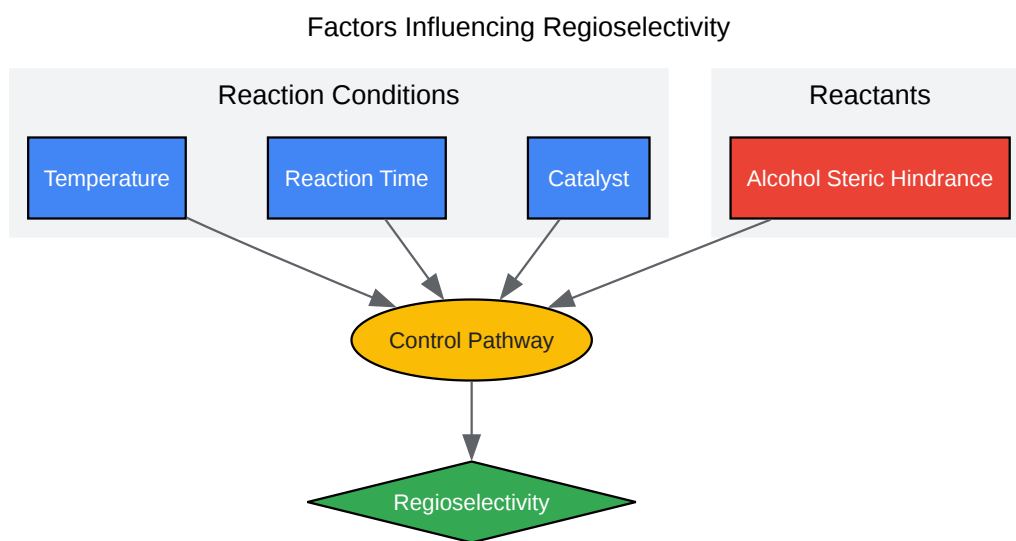 Factors Influencing Regioselectivity
Reaction Conditions
Reactants
Temperature
Reaction Time
Catalyst
Alcohol Steric Hindrance
Control Pathway
Regioselectivity